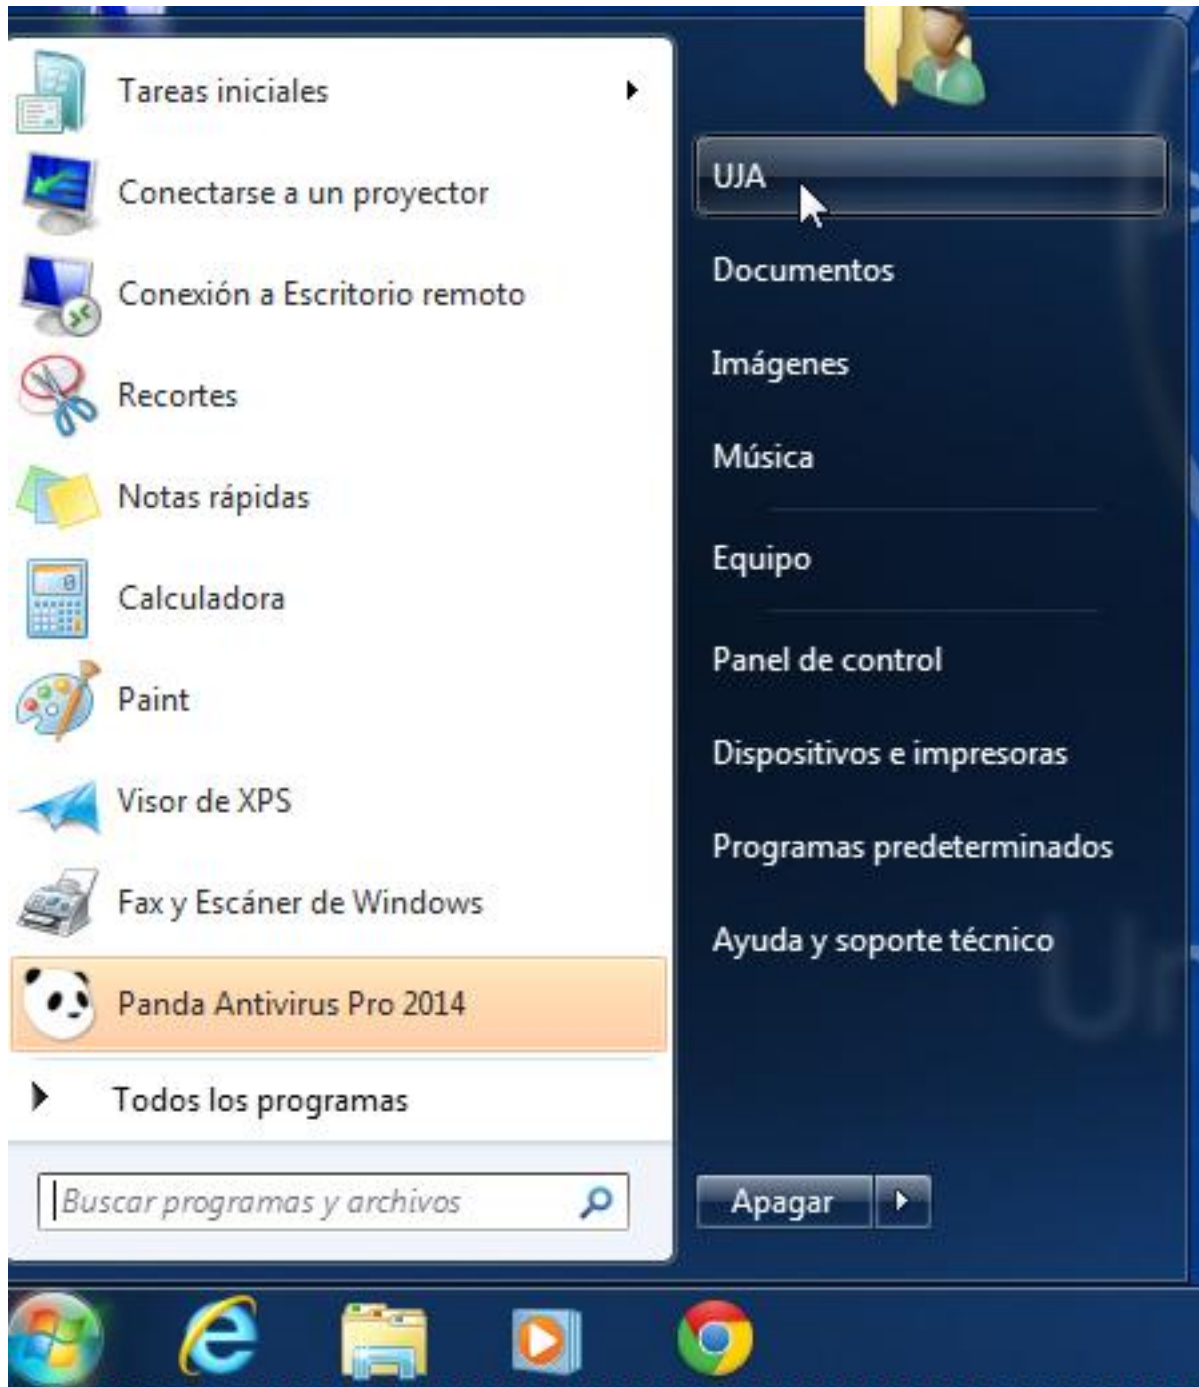 Tareas iniciales
Conectarse a un proyector
Conexión a Escritorio remoto
Recortes
Notas rápidas
Calculadora
Paint
Visor de XPS
Fax y Escáner de Windows
Panda Antivirus Pro 2014
Todos los programas
Buscar programas y archivos
UJA
Documentos
Imágenes
Música
Equipo
Panel de control
Dispositivos e impresoras
Programas predeterminados
Ayuda y soporte técnico
Apagar